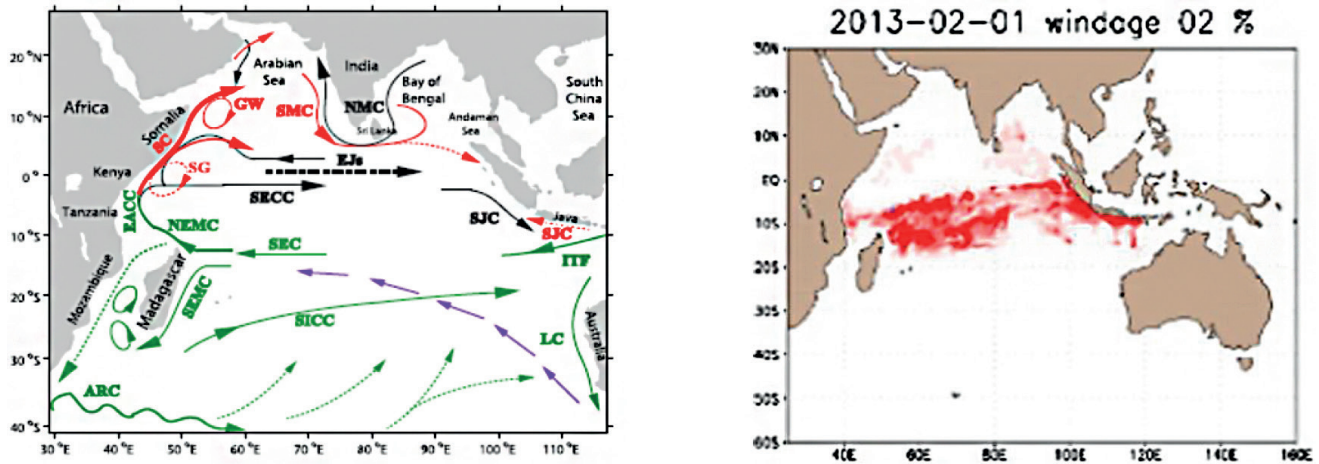 20 °N
10 °N
0 °
10 °S
20 °S
30 °S
40 °S
30 °E
40 °E
50 °E
60 °E
70 °E
80 °E
90 °E
100 °E
110 °E
Africa
Arabian
Sea
India
Bay of
Bengal
South
China
Sea
Andaman
Sea
Somalia
SC
GW
SMC
NMC
Sri Lanka
Kenya
SG
EJs
SECC
Tanzania
EACC
NEMC
SEC
SJC
Java
SJC
ITF
Mozambique
Madagascar
SEMC
SICC
LC
Australia
ARC
2013-02-01 windage 02 %
30N
20N
10N
EQ
10S
20S
30S
40S
50S
60S
40E
60E
80E
100E
120E
140E
160E